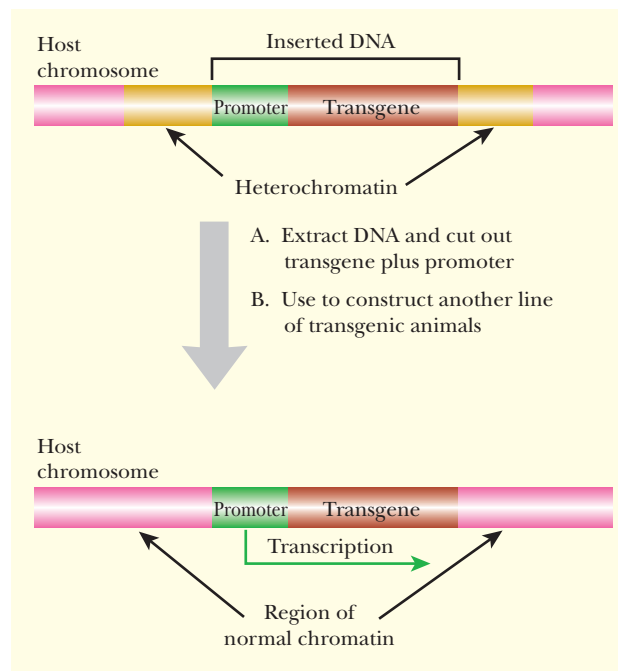 Host
chromosome
Inserted DNA
Promoter
Transgene
Heterochromatin
A. Extract DNA and cut out
transgene plus promoter
B. Use to construct another line
of transgenic animals
Host
chromosome
Promoter
Transgene
Transcription
Region of
normal chromatin